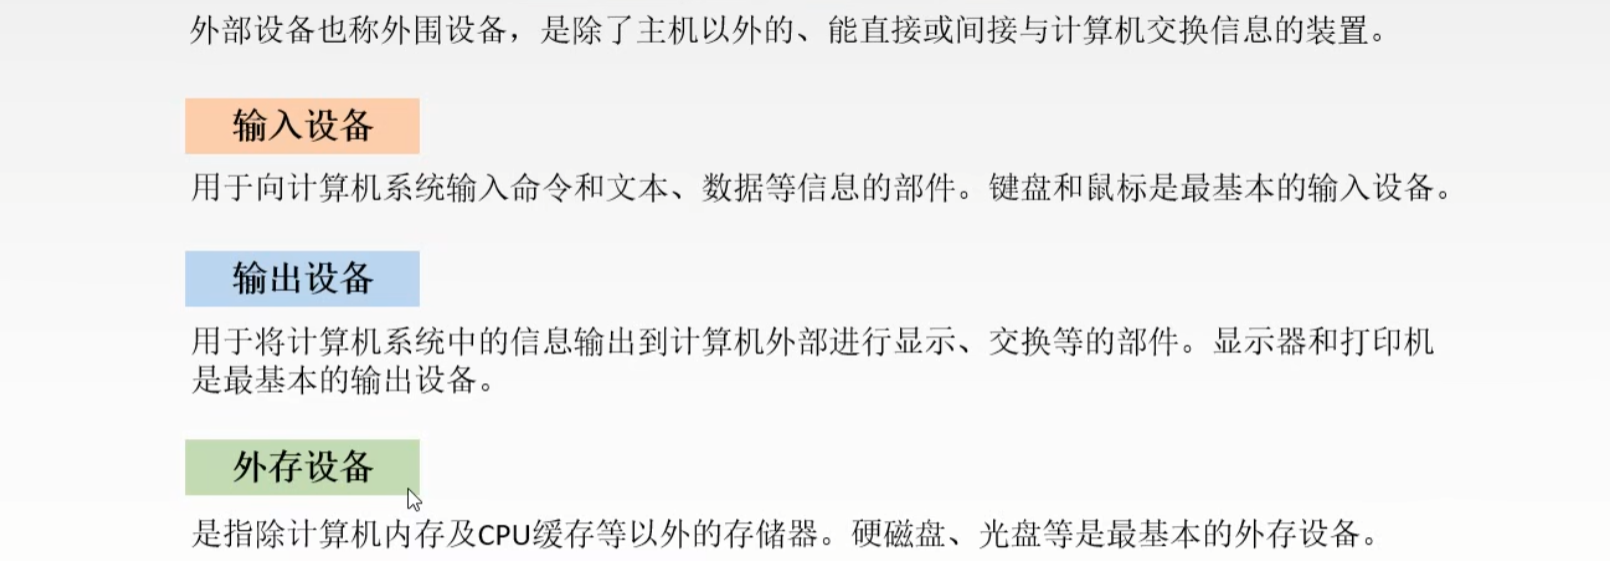 外部设备也称外围设备，是除了主机以外的、能直接或间接与计算机交换信息的装置。
输入设备
用于向计算机系统输入命令和文本、数据等信息的部件。键盘和鼠标是最基本的输入设备。
输出设备
用于将计算机系统中的信息输出到计算机外部进行显示、交换等的部件。显示器和打印机
是最基本的输出设备。
外存设备
是指除计算机内存及CPU缓存等以外的存储器。硬磁盘、光盘等是最基本的外存设备。